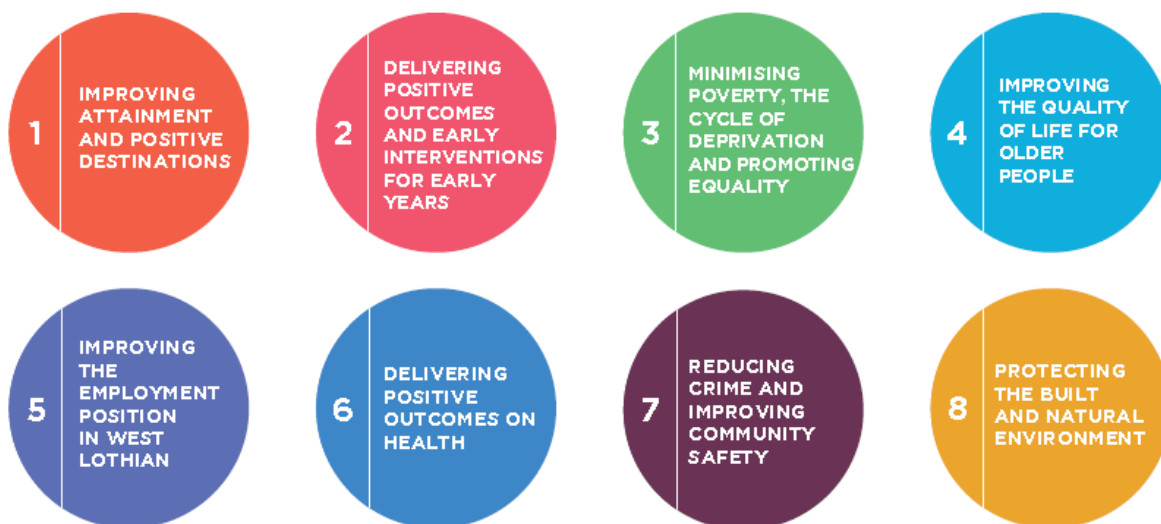 1
IMPROVING
ATTAINMENT
AND POSITIVE
DESTINATIONS
2
DELIVERING
POSITIVE
OUTCOMES
AND EARLY
INTERVENTIONS
FOR EARLY
YEARS
3
MINIMISING
POVERTY, THE
CYCLE OF
DEPRIVATION
AND PROMOTING
EQUALITY
4
IMPROVING
THE QUALITY
OF LIFE FOR
OLDER
PEOPLE
5
IMPROVING
THE
EMPLOYMENT
POSITION
IN WEST
LOTHIAN
6
DELIVERING
POSITIVE
OUTCOMES ON
HEALTH
7
REDUCING
CRIME AND
IMPROVING
COMMUNITY
SAFETY
8
PROTECTING
THE BUILT
AND NATURAL
ENVIRONMENT